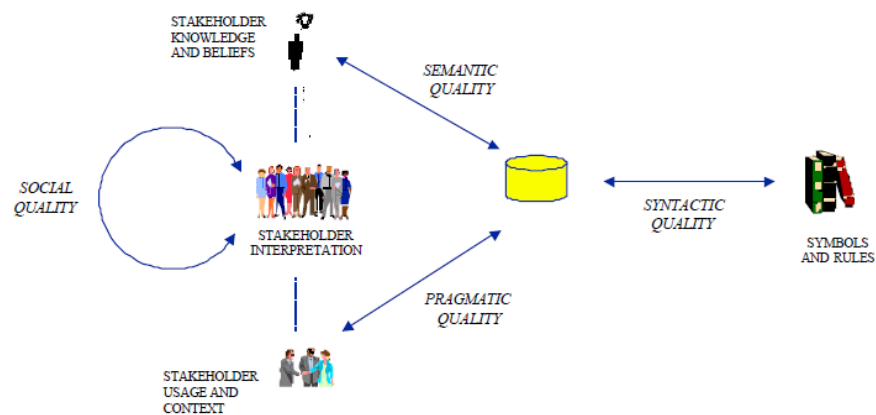 STAKEHOLDER
KNOWLEDGE
AND BELIEFS
SEMANTIC
QUALITY
SOCIAL
QUALITY
STAKEHOLDER
INTERPRETATION
SYNTACTIC
QUALITY
SYMBOLS
AND RULES
PRAGMATIC
QUALITY
STAKEHOLDER
USAGE AND
CONTEXT